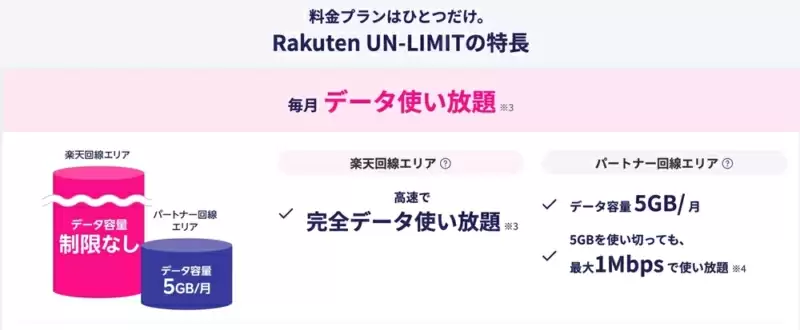 料金プランはひとつだけ。
Rakuten UN-LIMITの特長
毎月 データ使い放題 ※3
楽天回線エリア
データ容量
制限なし
パートナー回線
エリア
データ容量
5GB/月
楽天回線エリア ?
高速で
完全データ使い放題 ※3
パートナー回線エリア ?
データ容量 5GB/ 月
5GBを使い切っても、
最大1Mbpsで使い放題 ※4